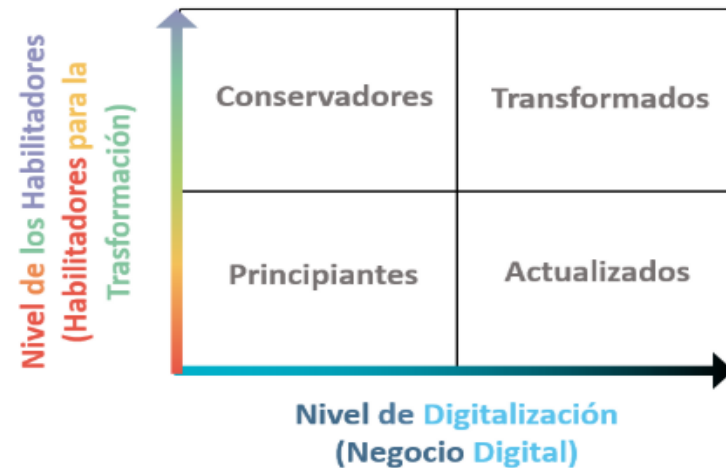 Nivel de los Habilitadores
(Habilitadores para la
Trasformación)
Conservadores
Transformados
Principiantes
Actualizados
Nivel de Digitalización
(Negocio Digital)